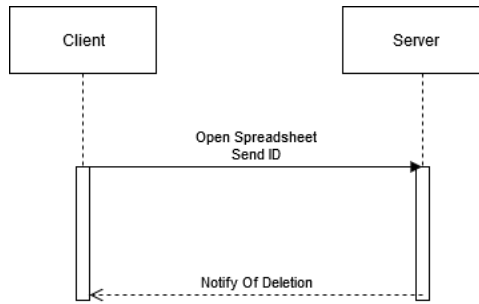 Client
Server
Open Spreadsheet
Send ID
Notify Of Deletion